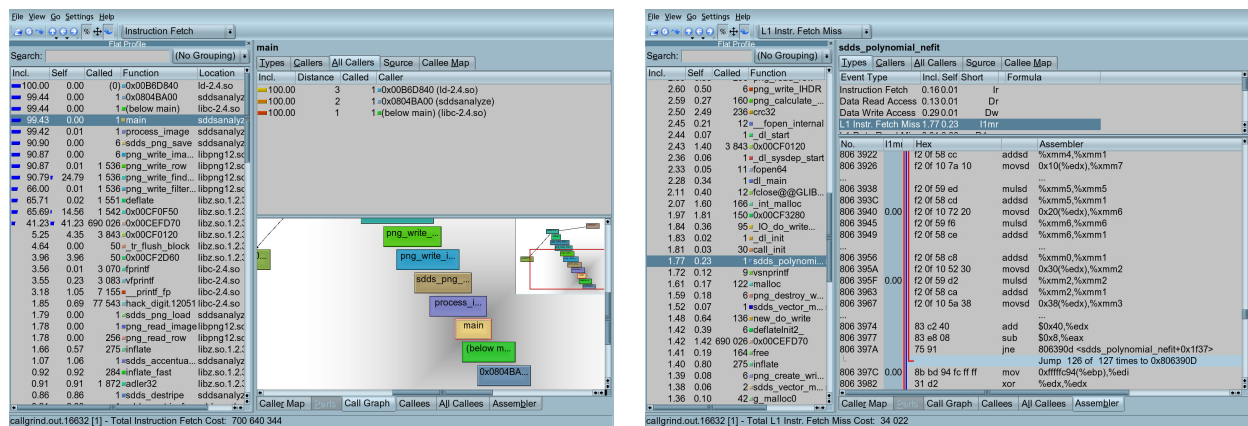 File View Go Settings Help
Instruction Fetch
Flat Profile
Search: (No Grouping)
Incl. Self Called Function Location
100.00 0.00 (0) 0x00B6D840 ld-2.4.so
99.44 0.00 1 0x0804BA00 sddsanalyz
99.44 0.00 1 (below main) libc-2.4.so
99.43 0.00 1 main sddsanalyz
99.42 0.01 1 process_image sddsanalyz
90.90 0.00 6 sdds_png_save sddsanalyz
90.87 0.00 6 png_write_ima... libpng12.sc
90.87 0.01 1 536 png_write_row libpng12.sc
90.79 24.79 1 536 png_write_find... libpng12.sc
66.00 0.01 1 536 png_write_filter... libpng12.sc
65.71 0.02 1 551 deflate libz.so.1.2.3
65.69 14.56 1 542 0x00CF0F50 libz.so.1.2.3
41.23 41.23 690 026 0x00CEFD70 libz.so.1.2.3
5.25 4.35 3 843 0x00CF0120 libz.so.1.2.3
4.64 0.00 50 _tr_flush_block libz.so.1.2.3
3.96 3.96 50 0x00CF2D60 libz.so.1.2.3
3.56 0.01 3 070 fprintf libc-2.4.so
3.55 0.23 3 083 vfprintf libc-2.4.so
3.18 1.05 7 155 __printf_fp libc-2.4.so
1.85 0.69 77 543 hack_digit.12051 libc-2.4.so
1.79 0.00 1 sdds_png_load sddsanalyz
1.78 0.00 1 png_read_image libpng12.sc
1.78 0.00 256 png_read_row libpng12.sc
1.66 0.57 275 inflate libz.so.1.2.3
1.07 1.06 1 sdds_accentua... sddsanalyz
0.92 0.92 284 inflate_fast libz.so.1.2.3
0.91 0.91 1 872 adler32 libz.so.1.2.3
0.86 0.86 1 sdds_destripe sddsanalyz
main
Types Callers All Callers Source Callee Map
Incl. Distance Called Caller
100.00 3 1 0x00B6D840 (ld-2.4.so)
100.00 2 1 0x0804BA00 (sddsanalyze)
100.00 1 1 (below main) (libc-2.4.so)
png_write_...
png_write_i...
sdds_png_...
process_i...
main
(below m...
0x0804BA...
0...
Caller Map Parts Call Graph Callees All Callees Assembler
callgrind.out.16632 [1] - Total Instruction Fetch Cost: 700 640 344
File View Go Settings Help
L1 Instr. Fetch Miss
Flat Profile
Search: (No Grouping)
Incl. Self Called Function
2.60 0.50 6 png_write_IHDR
2.59 0.27 160 png_calculate_...
2.50 2.49 236 crc32
2.45 0.21 12 __fopen_internal
2.44 0.07 1 _dl_start
2.43 1.40 3 843 0x00CF0120
2.36 0.06 1 _dl_sysdep_start
2.33 0.05 11 fopen64
2.28 0.34 1 dl_main
2.11 0.40 12 fclose@@GLIB...
2.07 1.60 166 _int_malloc
1.97 1.81 150 0x00CF3280
1.84 0.36 95 _IO_do_write...
1.83 0.02 1 _dl_init
1.81 0.03 30 call_init
1.77 0.23 1 sdds_polynomi...
1.72 0.12 9 vsnprintf
1.61 0.17 122 malloc
1.59 0.18 6 png_destroy_w...
1.52 0.07 1 sdds_vector_m...
1.48 0.64 136 new_do_write
1.42 0.39 6 deflateInit2_
1.42 1.42 690 026 0x00CEFD70
1.41 0.19 164 free
1.40 0.80 275 inflate
1.39 0.08 6 png_create_wri...
1.38 0.06 2 sdds_vector_m...
1.36 0.10 42 g_malloc0
sdds_polynomial_nefit
Types Callers All Callers Source Callee Map
Event Type Incl. Self Short Formula
Instruction Fetch 0.16 0.01 Ir
Data Read Access 0.13 0.01 Dr
Data Write Access 0.29 0.01 Dw
L1 Instr. Fetch Miss 1.77 0.23 I1mr
No. I1mr Hex Assembler
806 3922 f2 0f 58 cc addsd %xmm4,%xmm1
806 3926 f2 0f 10 7a 10 movsd 0x10(%edx),%xmm7
...
806 3938 f2 0f 59 ed mulsd %xmm5,%xmm5
806 393C f2 0f 58 cd addsd %xmm5,%xmm1
806 3940 0.00 f2 0f 10 72 20 movsd 0x20(%edx),%xmm6
806 3945 f2 0f 59 f6 mulsd %xmm6,%xmm6
806 3949 f2 0f 58 ce addsd %xmm6,%xmm1
...
806 3956 f2 0f 58 c8 addsd %xmm0,%xmm1
806 395A f2 0f 10 52 30 movsd 0x30(%edx),%xmm2
806 395F 0.00 f2 0f 59 d2 mulsd %xmm2,%xmm2
806 3963 f2 0f 58 ca addsd %xmm2,%xmm1
806 3967 f2 0f 10 5a 38 movsd 0x38(%edx),%xmm3
...
806 3974 83 c2 40 add $0x40,%edx
806 3977 83 e8 08 sub $0x8,%eax
806 397A 75 91 jne 806390d <sdds_polynomial_nefit+0x1f37>
Jump 126 of 127 times to 0x806390D
806 397C 0.00 8b bd 94 fc ff ff mov 0xfffffc94(%ebp),%edi
806 3982 31 d2 xor %edx,%edx
Caller Map Parts Call Graph Callees All Callees Assembler
callgrind.out.16632 [1] - Total L1 Instr. Fetch Miss Cost: 34 022